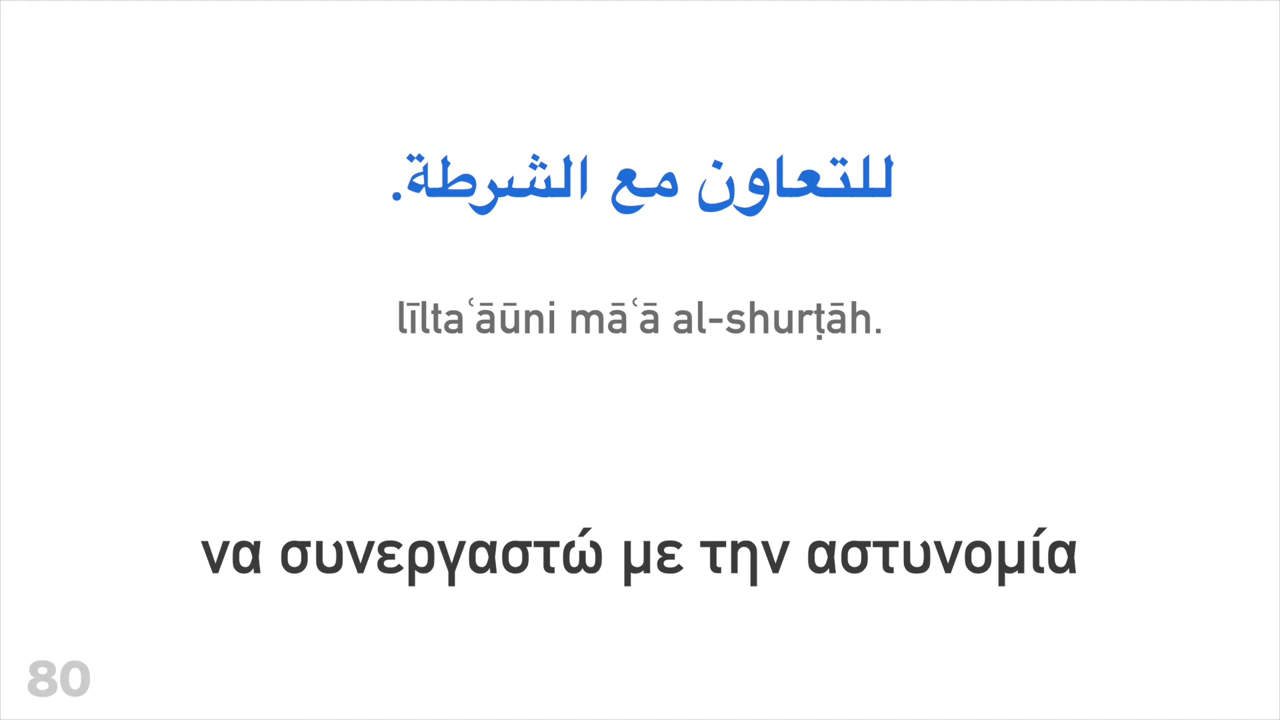 للتعاون مع الشرطة.
līltaʿāūni māʿā al-shurṭāh.
να συνεργαστώ με την αστυνομία
80